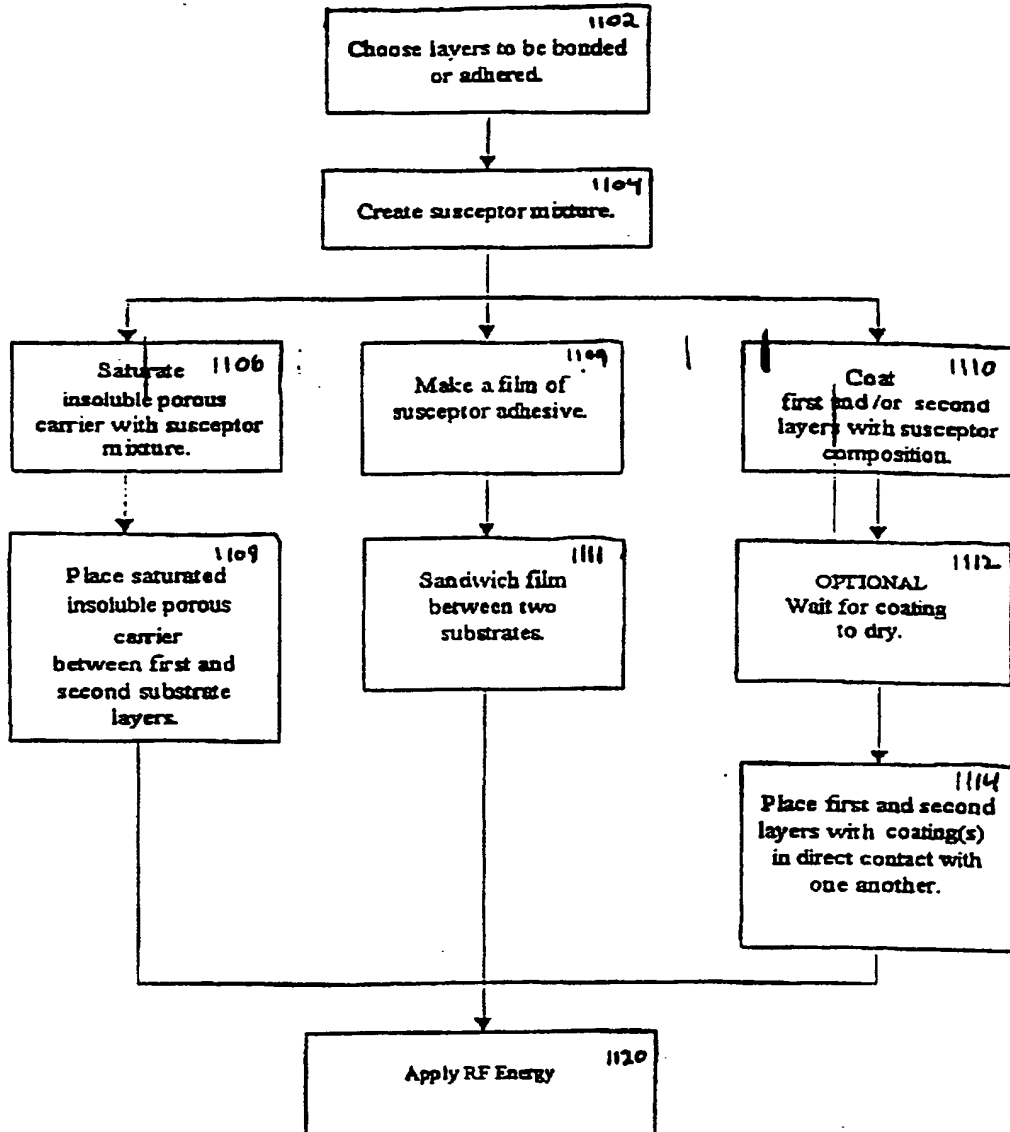 1102
Choose layers to be bonded
or adhered.
1104
Create susceptor mixture.
1106
Saturate
insoluble porous
carrier with susceptor
mixture.
1109
Make a film of
susceptor adhesive.
1110
Coat
first and/or second
layers with susceptor
composition.
1109
Place saturated
insoluble porous
carrier
between first and
second substrate
layers.
1111
Sandwich film
between two
substrates.
1112
OPTIONAL
Wait for coating
to dry.
1114
Place first and second
layers with coating(s)
in direct contact with
one another.
1120
Apply RF Energy